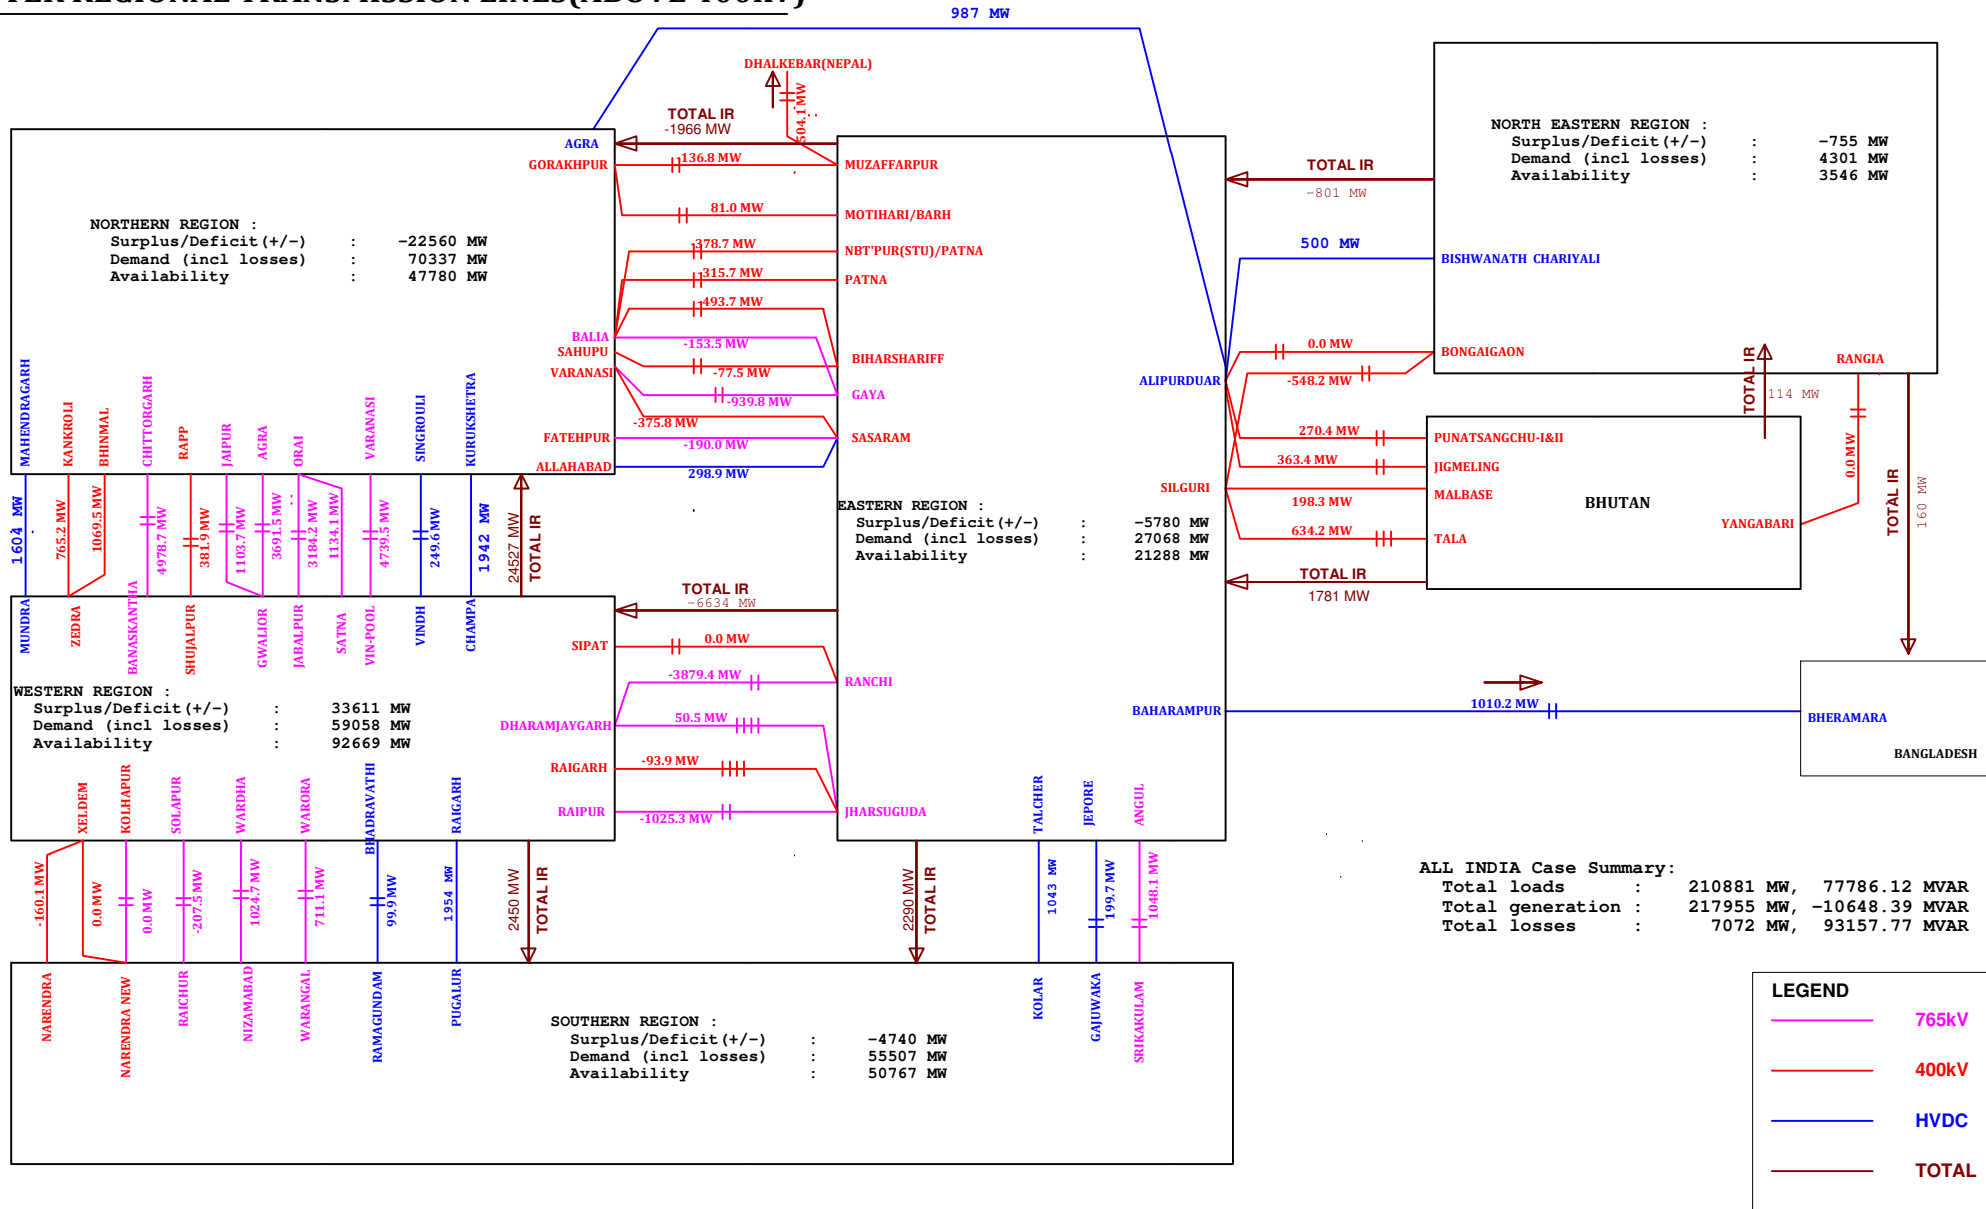 987 MW
DHALKEBAR(NEPAL)
504.1 MW
TOTAL IR
-1966 MW
AGRA
GORAKHPUR
136.8 MW
MUZAFFARPUR
81.0 MW
MOTIHARI/BARH
378.7 MW
NBT'PUR(STU)/PATNA
315.7 MW
PATNA
493.7 MW
BALIA
-153.5 MW
SAHUPU
-77.5 MW
BIHARSHARIFF
VARANASI
-939.8 MW
GAYA
-375.8 MW
FATEHPUR
-190.0 MW
SASARAM
ALLAHABAD
298.9 MW
NORTHERN REGION :
Surplus/Deficit(+/-) : -22560 MW
Demand (incl losses) : 70337 MW
Availability : 47780 MW
NORTH EASTERN REGION :
Surplus/Deficit(+/-) : -755 MW
Demand (incl losses) : 4301 MW
Availability : 3546 MW
TOTAL IR
-801 MW
500 MW
BISHWANATH CHARIYALI
0.0 MW
BONGAIGAON
RANGIA
-548.2 MW
ALIPURDUAR
TOTAL IR
114 MW
270.4 MW
PUNATSANGCHU-I&II
363.4 MW
JIGMELING
SILGURI
198.3 MW
MALBASE
BHUTAN
YANGABARI
0.0 MW
634.2 MW
TALA
TOTAL IR
1781 MW
TOTAL IR
160 MW
EASTERN REGION :
Surplus/Deficit(+/-) : -5780 MW
Demand (incl losses) : 27068 MW
Availability : 21288 MW
MAHENDRAGARH
KANKROLI
BHINMAL
CHITTORGARH
RAPP
JAIPUR
AGRA
ORAI
VARANASI
SINGROULI
KURUKSHETRA
1604 MW
765.2 MW
1069.5 MW
4978.7 MW
381.9 MW
1103.7 MW
3691.5 MW
3184.2 MW
1134.1 MW
4739.5 MW
249.6 MW
1942 MW
24527 MW
TOTAL IR
MUNDRA
ZEDRA
BANASKANTHA
SHUJALPUR
GWALIOR
JABALPUR
SATNA
VIN-POOL
VINDH
CHAMPA
TOTAL IR
-6634 MW
SIPAT
0.0 MW
-3879.4 MW
RANCHI
DHARAMJAYGARH
50.5 MW
RAIGARH
-93.9 MW
RAIPUR
-1025.3 MW
JHARSUGUDA
WESTERN REGION :
Surplus/Deficit(+/-) : 33611 MW
Demand (incl losses) : 59058 MW
Availability : 92669 MW
BAHARAMPUR
1010.2 MW
BHERAMARA
BANGLADESH
XELDEM
KOLHAPUR
SOLAPUR
WARDHA
WARORA
BHADRAVATHI
RAIGARH
TALCHER
JEPORE
ANGUL
-160.1 MW
0.0 MW
0.0 MW
-207.5 MW
1024.7 MW
711.1 MW
99.9 MW
1954 MW
2450 MW
TOTAL IR
2290 MW
TOTAL IR
1043 MW
199.7 MW
1048.1 MW
NARENDRA
NARENDRA NEW
RAICHUR
NIZAMABAD
WARANGAL
RAMAGUNDAM
PUGALUR
KOLAR
GAJUWAKA
SRIKAKULAM
SOUTHERN REGION :
Surplus/Deficit(+/-) : -4740 MW
Demand (incl losses) : 55507 MW
Availability : 50767 MW
ALL INDIA Case Summary:
Total loads : 210881 MW, 77786.12 MVAR
Total generation : 217955 MW, -10648.39 MVAR
Total losses : 7072 MW, 93157.77 MVAR
LEGEND
765kV
400kV
HVDC
TOTAL